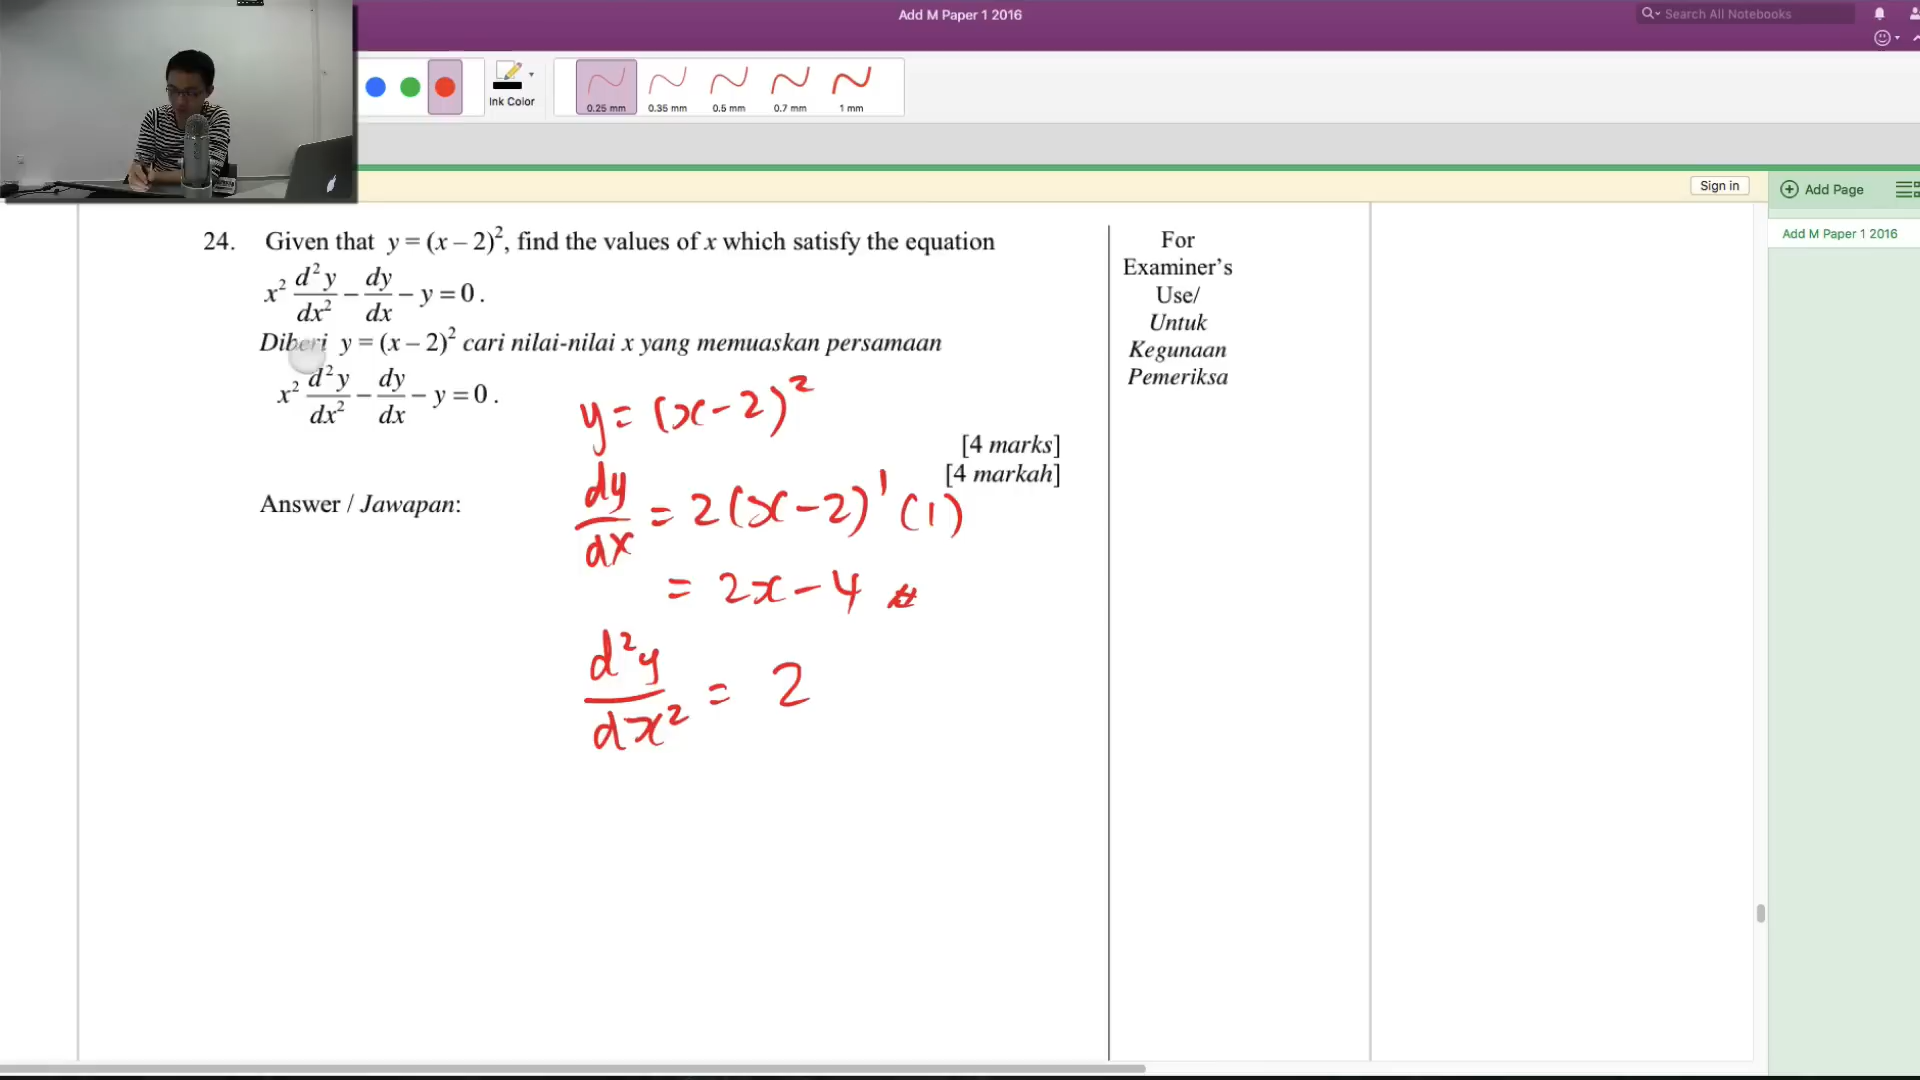 Add M Paper 1 2016
Search All Notebooks
Ink Color
0.25 mm
0.35 mm
0.5 mm
0.7 mm
1 mm
Sign in
Add Page
Add M Paper 1 2016
24. Given that y = (x – 2)², find the values of x which satisfy the equation
x² d²y/dx² – dy/dx – y = 0 .
Diberi y = (x – 2)² cari nilai-nilai x yang memuaskan persamaan
x² d²y/dx² – dy/dx – y = 0 .
[4 marks]
[4 markah]
Answer / Jawapan:
y = (x-2)²
dy/dx = 2(x-2)¹(1)
= 2x-4
d²y/dx² = 2
For
Examiner's
Use/
Untuk
Kegunaan
Pemeriksa